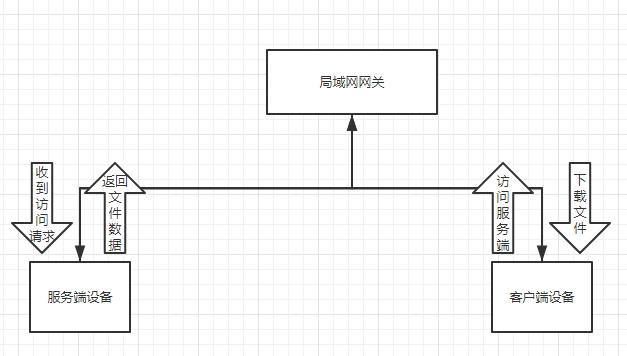 局域网网关
收
到
访
问
请求
返回
文
件
数
据
访
问
服
务
端
下
载
文
件
服务端设备
客户端设备